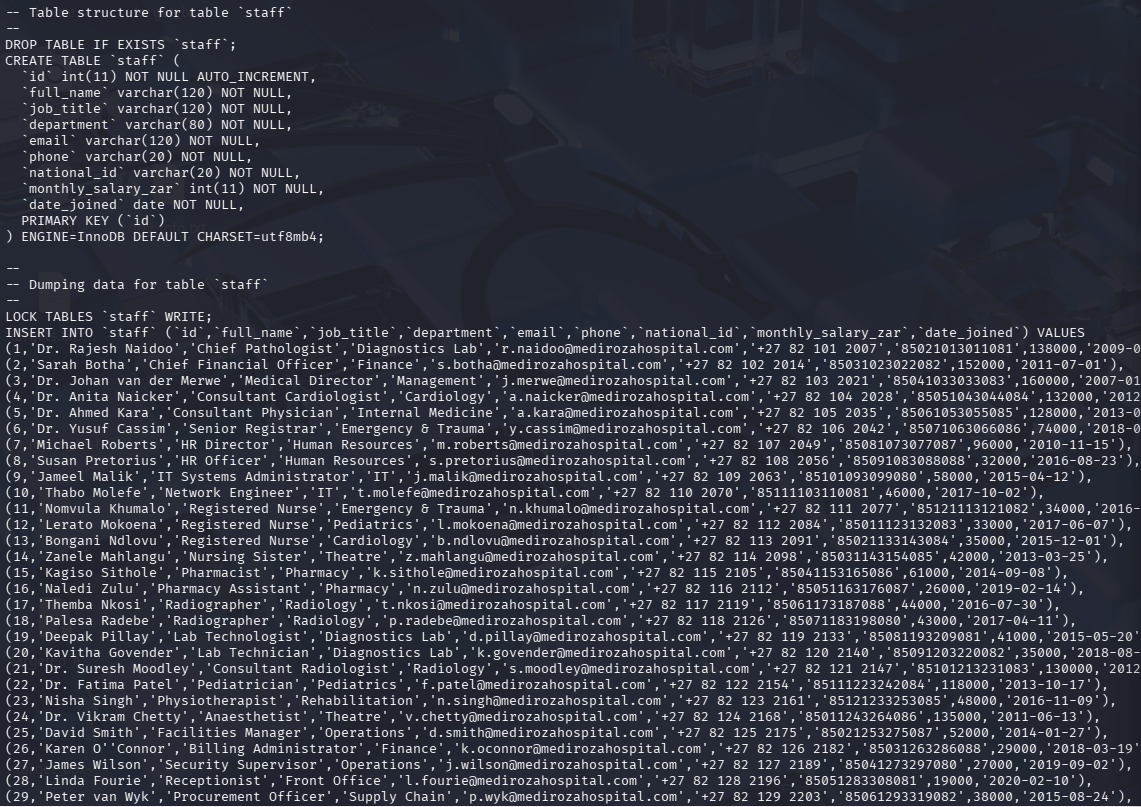 -- Table structure for table `staff`
--
DROP TABLE IF EXISTS `staff`;
CREATE TABLE `staff` (
  `id` int(11) NOT NULL AUTO_INCREMENT,
  `full_name` varchar(120) NOT NULL,
  `job_title` varchar(120) NOT NULL,
  `department` varchar(80) NOT NULL,
  `email` varchar(120) NOT NULL,
  `phone` varchar(20) NOT NULL,
  `national_id` varchar(20) NOT NULL,
  `monthly_salary_zar` int(11) NOT NULL,
  `date_joined` date NOT NULL,
  PRIMARY KEY (`id`)
) ENGINE=InnoDB DEFAULT CHARSET=utf8mb4;

--
-- Dumping data for table `staff`
--
LOCK TABLES `staff` WRITE;
INSERT INTO `staff` (`id`,`full_name`,`job_title`,`department`,`email`,`phone`,`national_id`,`monthly_salary_zar`,`date_joined`) VALUES
(1,'Dr. Rajesh Naidoo','Chief Pathologist','Diagnostics Lab','r.naidoo@medirozahospital.com','+27 82 101 2007','85021013011081',138000,'2009-0
(2,'Sarah Botha','Chief Financial Officer','Finance','s.botha@medirozahospital.com','+27 82 102 2014','85031023022082',152000,'2011-07-01'),
(3,'Dr. Johan van der Merwe','Medical Director','Management','j.merwe@medirozahospital.com','+27 82 103 2021','85041033033083',160000,'2007-01
(4,'Dr. Anita Naicker','Consultant Cardiologist','Cardiology','a.naicker@medirozahospital.com','+27 82 104 2028','85051043044084',132000,'2012
(5,'Dr. Ahmed Kara','Consultant Physician','Internal Medicine','a.kara@medirozahospital.com','+27 82 105 2035','85061053055085',128000,'2013-0
(6,'Dr. Yusuf Cassim','Senior Registrar','Emergency & Trauma','y.cassim@medirozahospital.com','+27 82 106 2042','85071063066086',74000,'2018-0
(7,'Michael Roberts','HR Director','Human Resources','m.roberts@medirozahospital.com','+27 82 107 2049','85081073077087',96000,'2010-11-15'),
(8,'Susan Pretorius','HR Officer','Human Resources','s.pretorius@medirozahospital.com','+27 82 108 2056','85091083088088',32000,'2016-08-23'),
(9,'Jameel Malik','IT Systems Administrator','IT','j.malik@medirozahospital.com','+27 82 109 2063','85101093099080',58000,'2015-04-12'),
(10,'Thabo Molefe','Network Engineer','IT','t.molefe@medirozahospital.com','+27 82 110 2070','85111103110081',46000,'2017-10-02'),
(11,'Nomvula Khumalo','Registered Nurse','Emergency & Trauma','n.khumalo@medirozahospital.com','+27 82 111 2077','85121113121082',34000,'2016-
(12,'Lerato Mokoena','Registered Nurse','Pediatrics','l.mokoena@medirozahospital.com','+27 82 112 2084','85011123132083',33000,'2017-06-07'),
(13,'Bongani Ndlovu','Registered Nurse','Cardiology','b.ndlovu@medirozahospital.com','+27 82 113 2091','85021133143084',35000,'2015-12-01'),
(14,'Zanele Mahlangu','Nursing Sister','Theatre','z.mahlangu@medirozahospital.com','+27 82 114 2098','85031143154085',42000,'2013-03-25'),
(15,'Kagiso Sithole','Pharmacist','Pharmacy','k.sithole@medirozahospital.com','+27 82 115 2105','85041153165086',61000,'2014-09-08'),
(16,'Naledi Zulu','Pharmacy Assistant','Pharmacy','n.zulu@medirozahospital.com','+27 82 116 2112','85051163176087',26000,'2019-02-14'),
(17,'Themba Nkosi','Radiographer','Radiology','t.nkosi@medirozahospital.com','+27 82 117 2119','85061173187088',44000,'2016-07-30'),
(18,'Palesa Radebe','Radiographer','Radiology','p.radebe@medirozahospital.com','+27 82 118 2126','85071183198080',43000,'2017-04-11'),
(19,'Deepak Pillay','Lab Technologist','Diagnostics Lab','d.pillay@medirozahospital.com','+27 82 119 2133','85081193209081',41000,'2015-05-20'
(20,'Kavitha Govender','Lab Technician','Diagnostics Lab','k.govender@medirozahospital.com','+27 82 120 2140','85091203220082',35000,'2018-08-
(21,'Dr. Suresh Moodley','Consultant Radiologist','Radiology','s.moodley@medirozahospital.com','+27 82 121 2147','85101213231083',130000,'2012
(22,'Dr. Fatima Patel','Pediatrician','Pediatrics','f.patel@medirozahospital.com','+27 82 122 2154','85111223242084',118000,'2013-10-17'),
(23,'Nisha Singh','Physiotherapist','Rehabilitation','n.singh@medirozahospital.com','+27 82 123 2161','85121233253085',48000,'2016-11-09'),
(24,'Dr. Vikram Chetty','Anaesthetist','Theatre','v.chetty@medirozahospital.com','+27 82 124 2168','85011243264086',135000,'2011-06-13'),
(25,'David Smith','Facilities Manager','Operations','d.smith@medirozahospital.com','+27 82 125 2175','85021253275087',52000,'2014-01-27'),
(26,'Karen O''Connor','Billing Administrator','Finance','k.oconnor@medirozahospital.com','+27 82 126 2182','85031263286088',29000,'2018-03-19'
(27,'James Wilson','Security Supervisor','Operations','j.wilson@medirozahospital.com','+27 82 127 2189','85041273297080',27000,'2019-09-02'),
(28,'Linda Fourie','Receptionist','Front Office','l.fourie@medirozahospital.com','+27 82 128 2196','85051283308081',19000,'2020-02-10'),
(29,'Peter van Wyk','Procurement Officer','Supply Chain','p.wyk@medirozahospital.com','+27 82 129 2203','85061293319082',38000,'2015-08-24'),